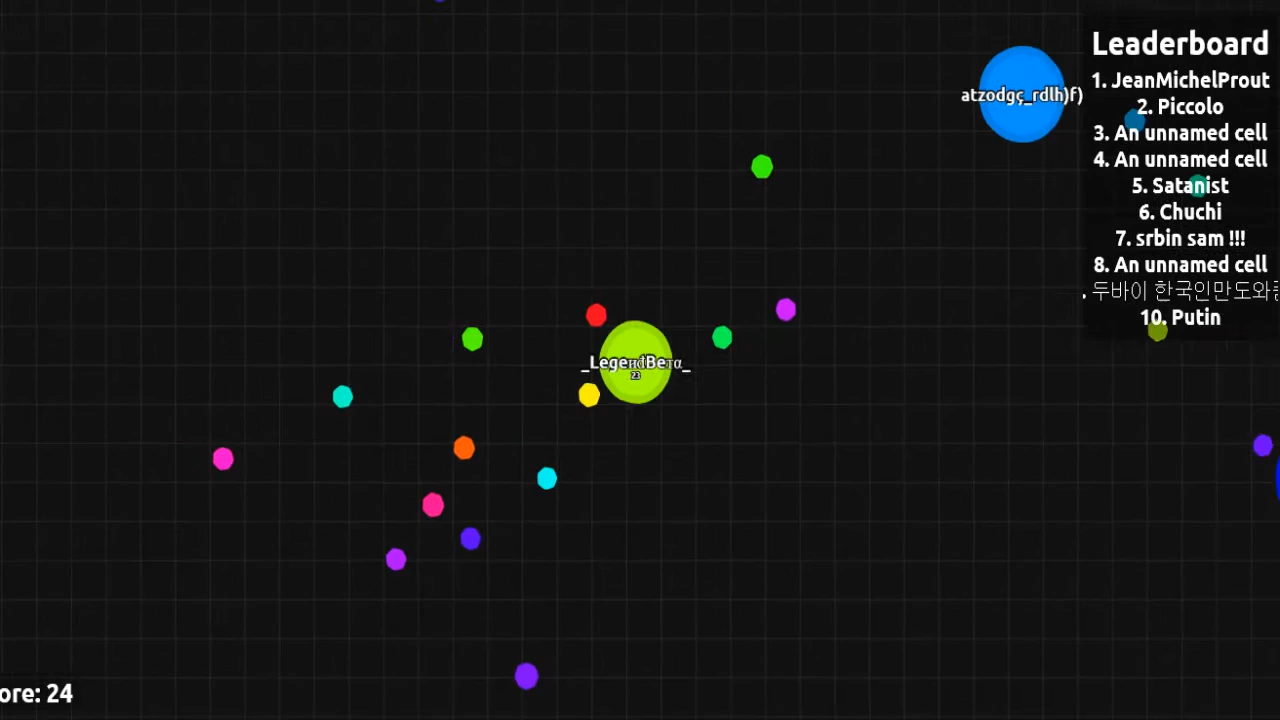 Leaderboard
1. JeanMichelProut
2. Piccolo
3. An unnamed cell
4. An unnamed cell
5. Satanist
6. Chuchi
7. srbin sam !!!
8. An unnamed cell
. 두바이 한국인만도와
10. Putin
atzodgç_rdlh)f)
_LegeиđBeтα_
23
ore: 24